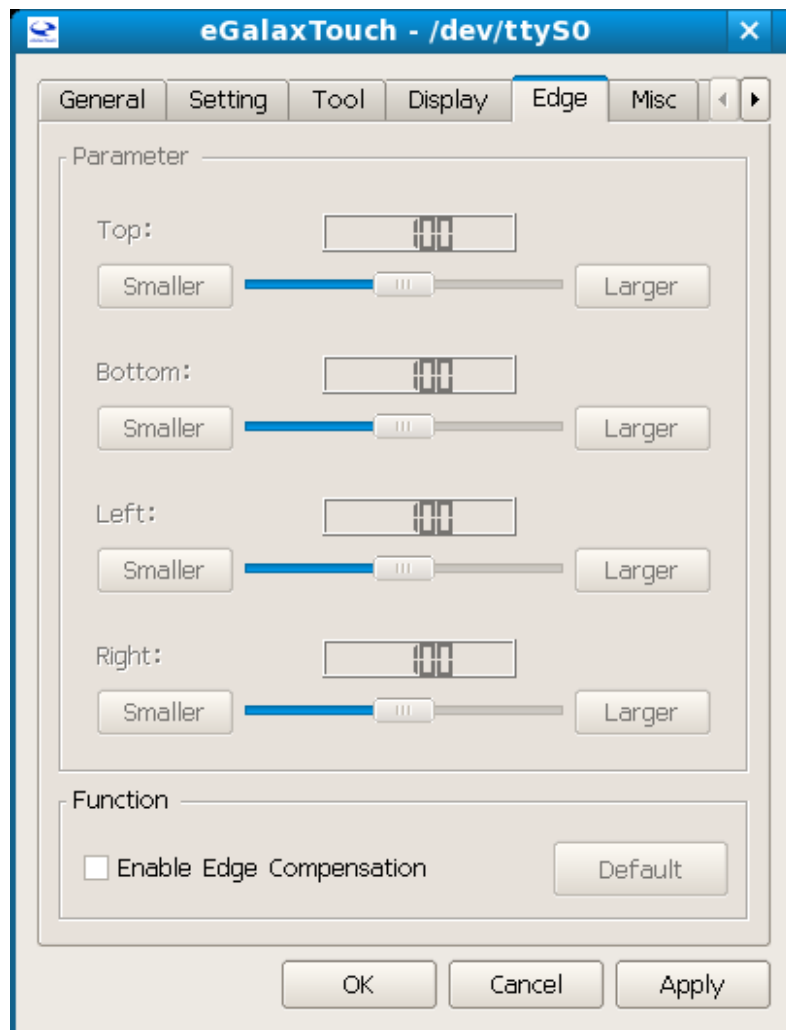 eGalaxTouch - /dev/ttyS0
General Setting Tool Display Edge Misc
Parameter
Top: 100
Smaller Larger
Bottom: 100
Smaller Larger
Left: 100
Smaller Larger
Right: 100
Smaller Larger
Function
Enable Edge Compensation Default
OK Cancel Apply